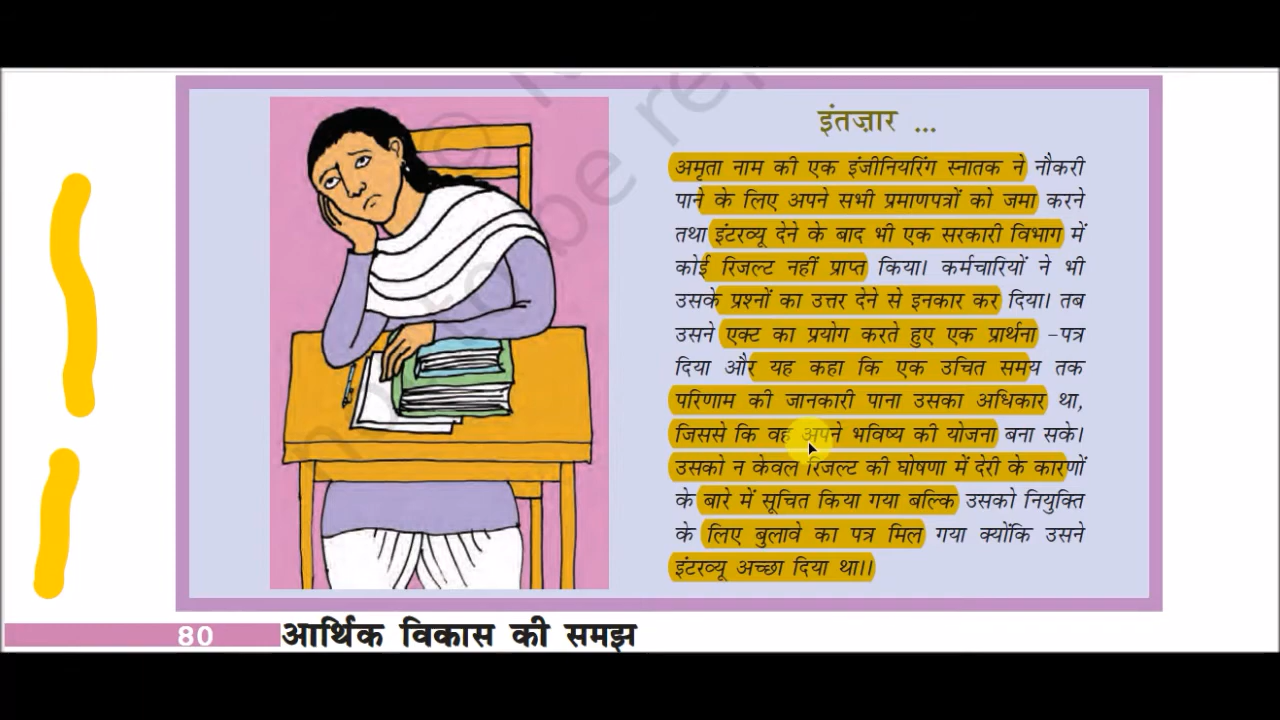 इंतज़ार ...
अमृता नाम की एक इंजीनियरिंग स्नातक ने नौकरी
पाने के लिए अपने सभी प्रमाणपत्रों को जमा करने
तथा इंटरव्यू देने के बाद भी एक सरकारी विभाग में
कोई रिजल्ट नहीं प्राप्त किया। कर्मचारियों ने भी
उसके प्रश्नों का उत्तर देने से इनकार कर दिया। तब
उसने एक्ट का प्रयोग करते हुए एक प्रार्थना -पत्र
दिया और यह कहा कि एक उचित समय तक
परिणाम की जानकारी पाना उसका अधिकार था,
जिससे कि वह अपने भविष्य की योजना बना सके।
उसको न केवल रिजल्ट की घोषणा में देरी के कारणों
के बारे में सूचित किया गया बल्कि उसको नियुक्ति
के लिए बुलावे का पत्र मिल गया क्योंकि उसने
इंटरव्यू अच्छा दिया था।।
80 आर्थिक विकास की समझ